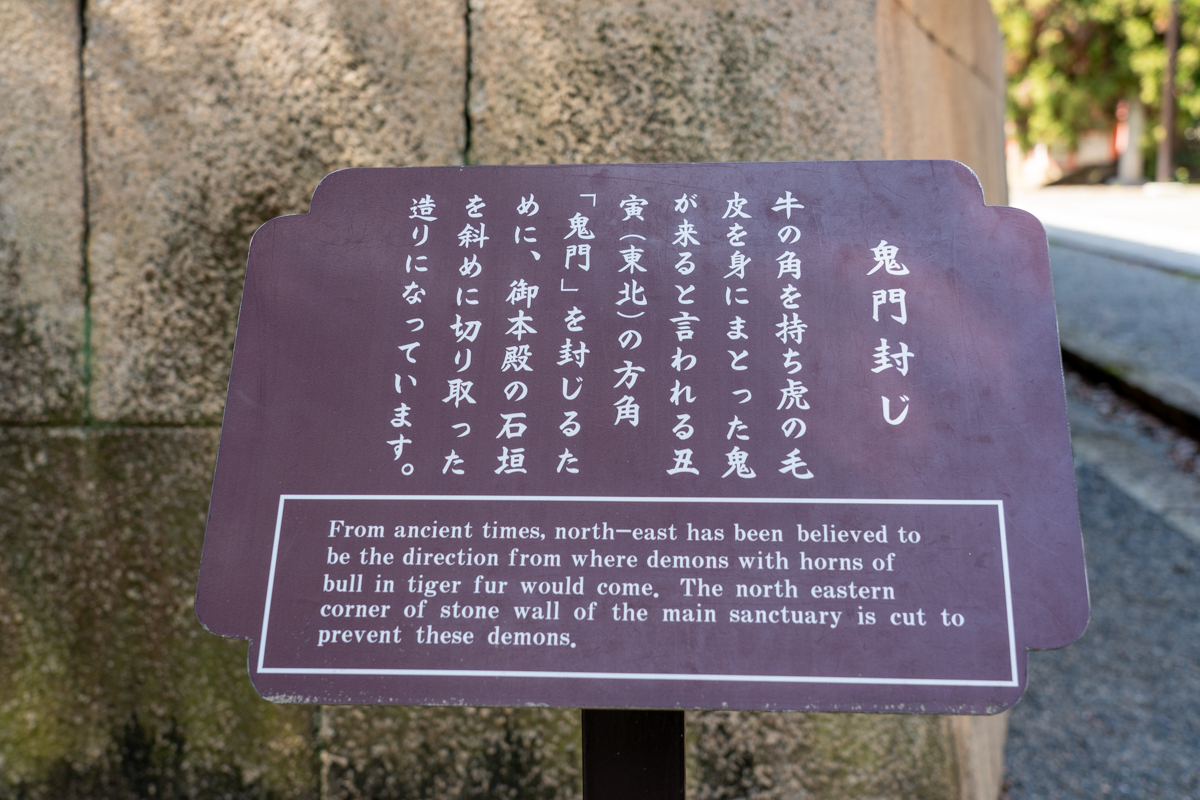 鬼門封じ
牛の角を持ち虎の毛
皮を身にまとった鬼
が来ると言われる丑
寅（東北）の方角
「鬼門」を封じるた
めに、御本殿の石垣
を斜めに切り取った
造りになっています。
From ancient times, north-east has been believed to
be the direction from where demons with horns of
bull in tiger fur would come. The north eastern
corner of stone wall of the main sanctuary is cut to
prevent these demons.